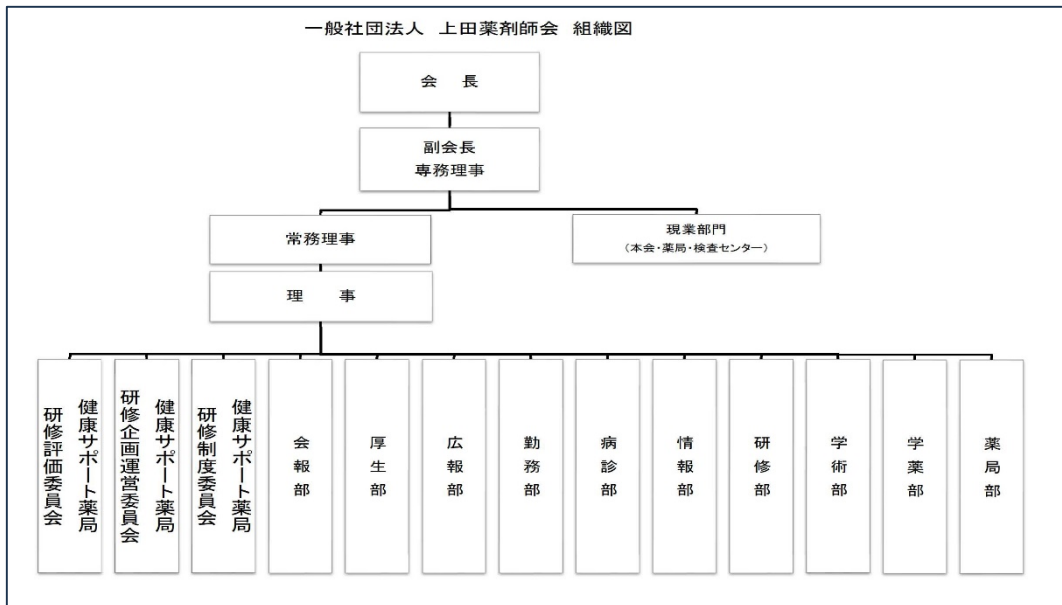 一般社団法人 上田薬剤師会 組織図
会 長
副会長
専務理事
常務理事
現業部門
（本会・薬局・検査センター）
理 事
健康サポート薬局
研修評価委員会
健康サポート薬局
研修企画運営委員会
健康サポート薬局
研修制度委員会
会報部
厚生部
広報部
勤務部
病診部
情報部
研修部
学術部
学薬部
薬局部